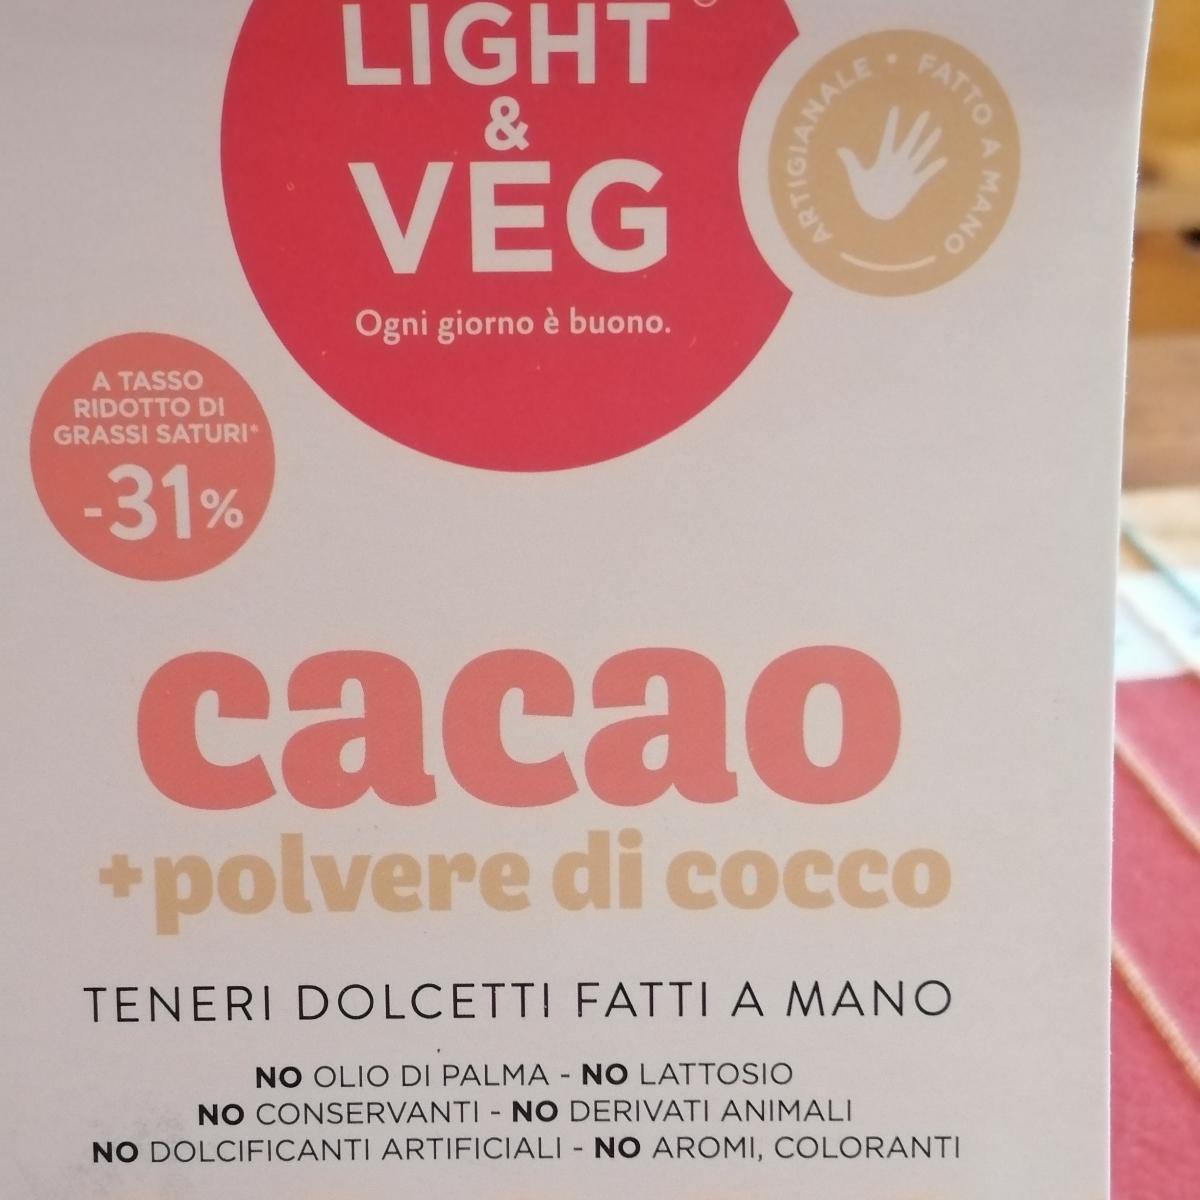 LIGHT
&
VEG
Ogni giorno è buono.
ARTIGIANALE • FATTO A MANO
A TASSO
RIDOTTO DI
GRASSI SATURI*
-31%
cacao
+polvere di cocco
TENERI DOLCETTI FATTI A MANO
NO OLIO DI PALMA - NO LATTOSIO
NO CONSERVANTI - NO DERIVATI ANIMALI
NO DOLCIFICANTI ARTIFICIALI - NO AROMI, COLORANTI